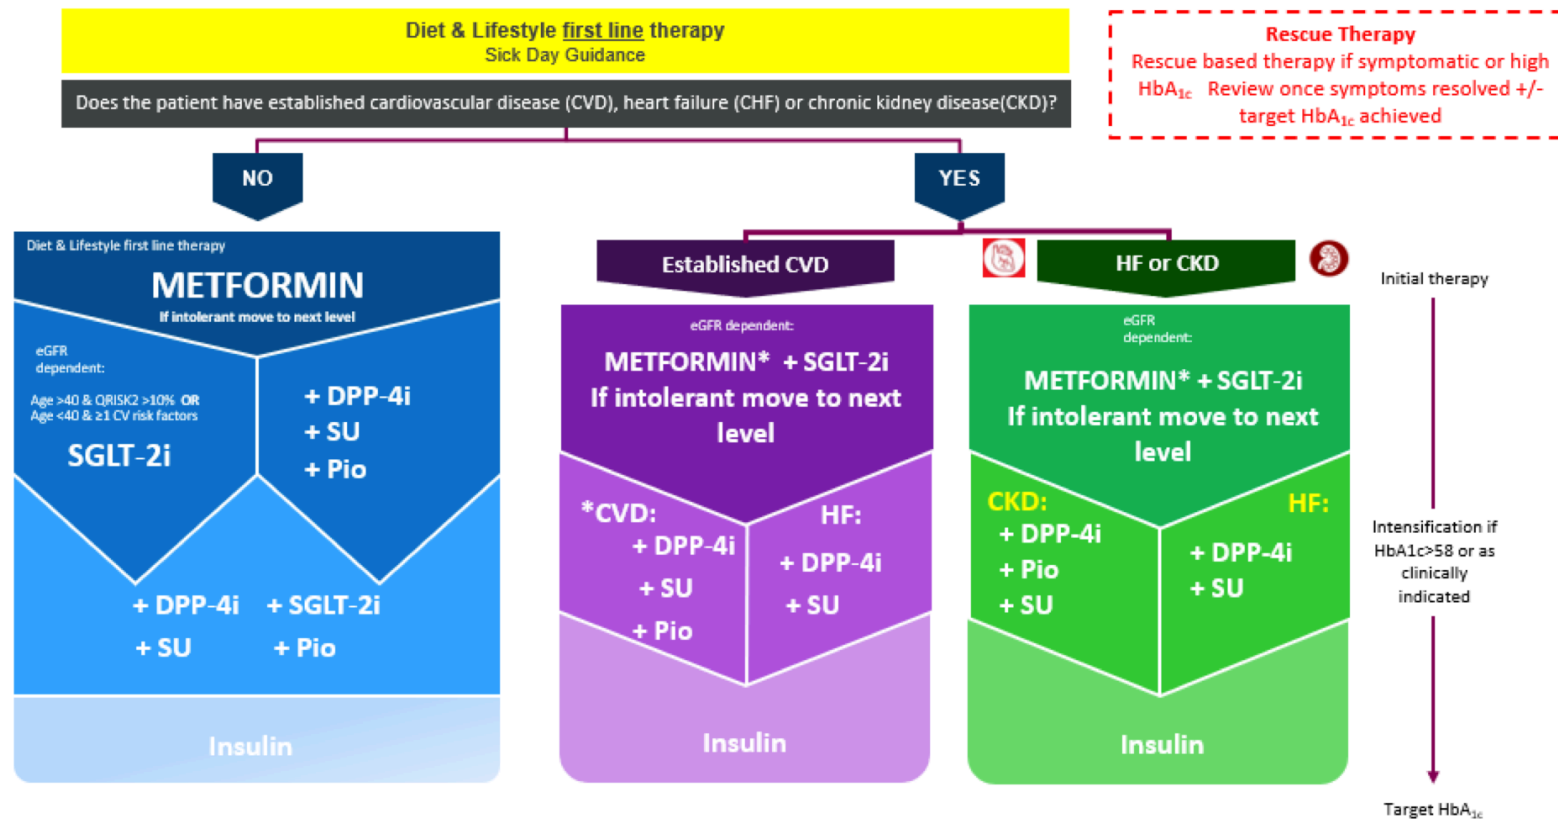 Diet & Lifestyle first line therapy
Sick Day Guidance
Does the patient have established cardiovascular disease (CVD), heart failure (CHF) or chronic kidney disease(CKD)?
Rescue Therapy
Rescue based therapy if symptomatic or high
HbA1c Review once symptoms resolved +/-
target HbA1c achieved
NO
YES
Diet & Lifestyle first line therapy
METFORMIN
If intolerant move to next level
eGFR
dependent:
Age >40 & QRISK2 >10% OR
Age <40 & ≥1 CV risk factors
SGLT-2i
+ DPP-4i
+ SU
+ Pio
+ DPP-4i + SGLT-2i
+ SU + Pio
Insulin
Established CVD
eGFR dependent:
METFORMIN* + SGLT-2i
If intolerant move to next
level
*CVD:
+ DPP-4i
+ SU
+ Pio
HF:
+ DPP-4i
+ SU
Insulin
HF or CKD
eGFR
dependent:
METFORMIN* + SGLT-2i
If intolerant move to next
level
CKD:
+ DPP-4i
+ Pio
+ SU
HF:
+ DPP-4i
+ SU
Insulin
Initial therapy
Intensification if
HbA1c>58 or as
clinically
indicated
Target HbA1c